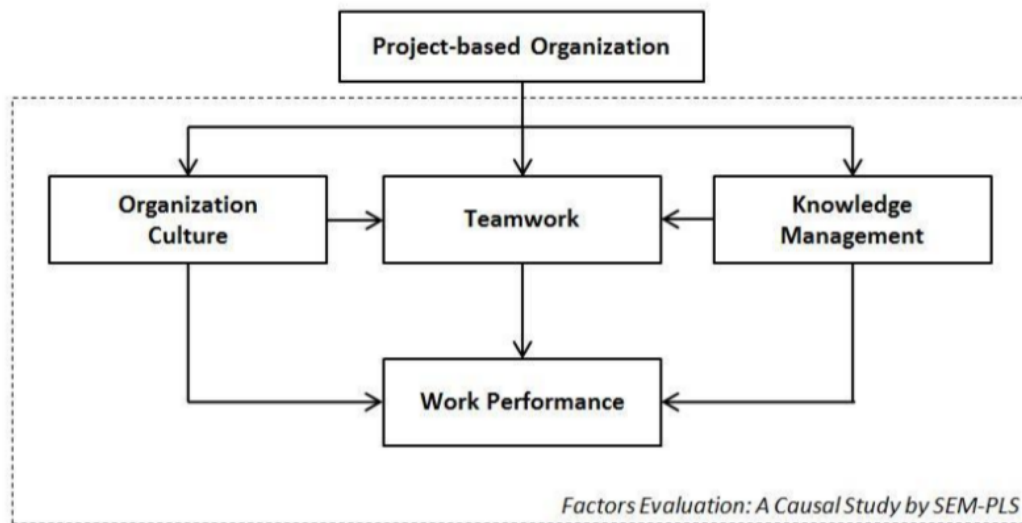 Project-based Organization
Organization
Culture
Teamwork
Knowledge
Management
Work Performance
Factors Evaluation: A Causal Study by SEM-PLS